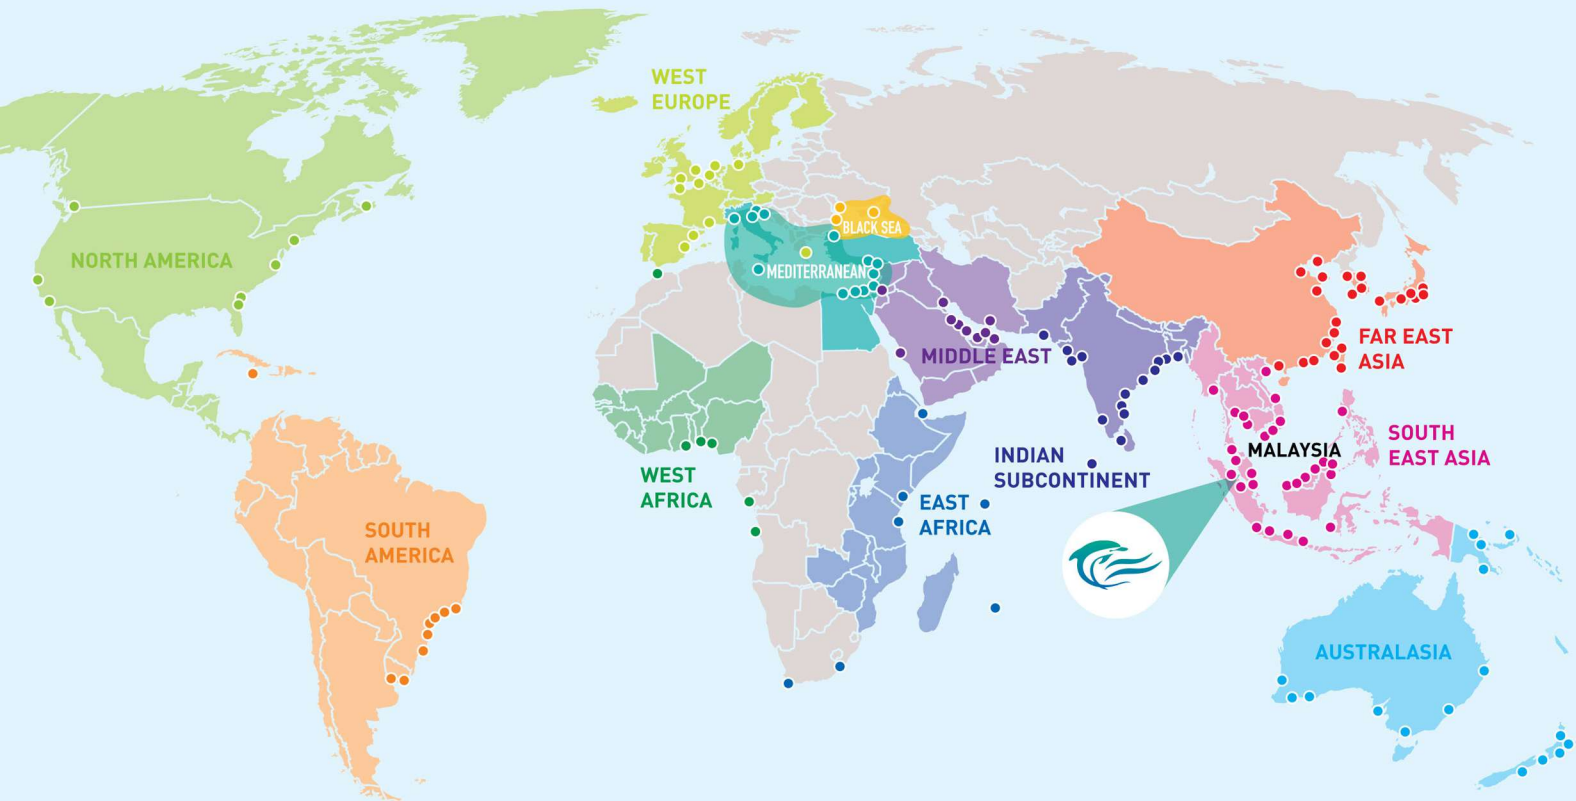 WEST
EUROPE
NORTH AMERICA
BLACK SEA
MEDITERRANEAN
MIDDLE EAST
FAR EAST
ASIA
SOUTH
EAST ASIA
MALAYSIA
INDIAN
SUBCONTINENT
WEST
AFRICA
EAST
AFRICA
SOUTH
AMERICA
AUSTRALASIA